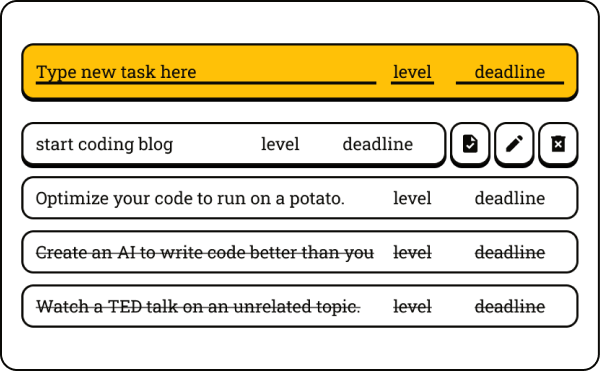 Type new task here level deadline
start coding blog level deadline
Optimize your code to run on a potato. level deadline
Create an AI to write code better than you level deadline
Watch a TED talk on an unrelated topic. level deadline